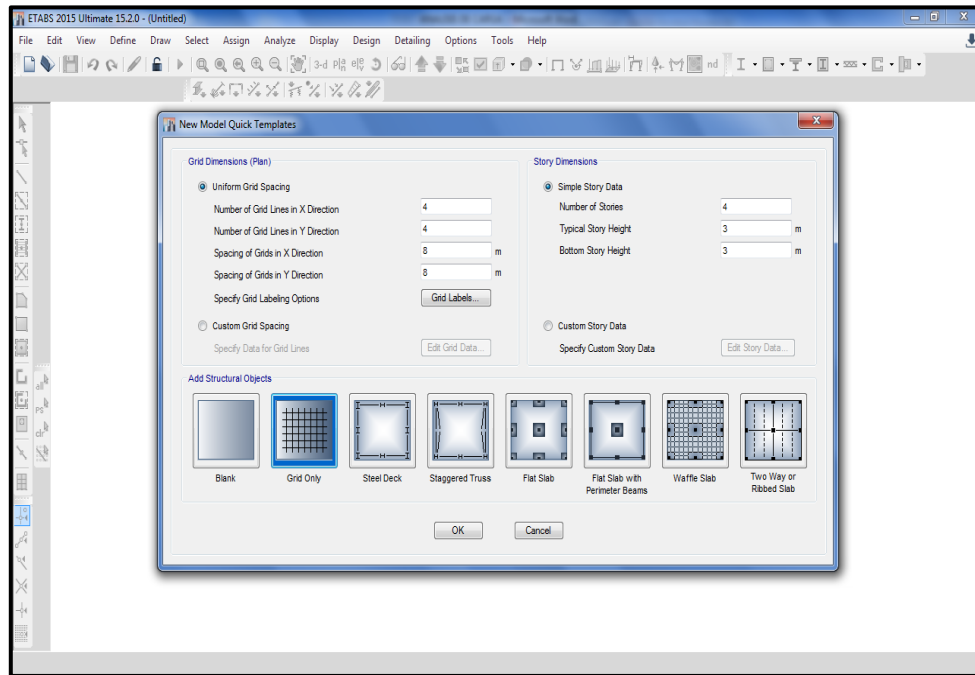 ETABS 2015 Ultimate 15.2.0 - (Untitled)
File Edit View Define Draw Select Assign Analyze Display Design Detailing Options Tools Help
3-d nd
New Model Quick Templates
Grid Dimensions (Plan)
Uniform Grid Spacing
Number of Grid Lines in X Direction 4
Number of Grid Lines in Y Direction 4
Spacing of Grids in X Direction 8 m
Spacing of Grids in Y Direction 8 m
Specify Grid Labeling Options Grid Labels...
Custom Grid Spacing
Specify Data for Grid Lines Edit Grid Data...
Story Dimensions
Simple Story Data
Number of Stories 4
Typical Story Height 3 m
Bottom Story Height 3 m
Custom Story Data
Specify Custom Story Data Edit Story Data...
Add Structural Objects
Blank
Grid Only
Steel Deck
Staggered Truss
Flat Slab
Flat Slab with
Perimeter Beams
Waffle Slab
Two Way or
Ribbed Slab
OK Cancel
all
ps
clr